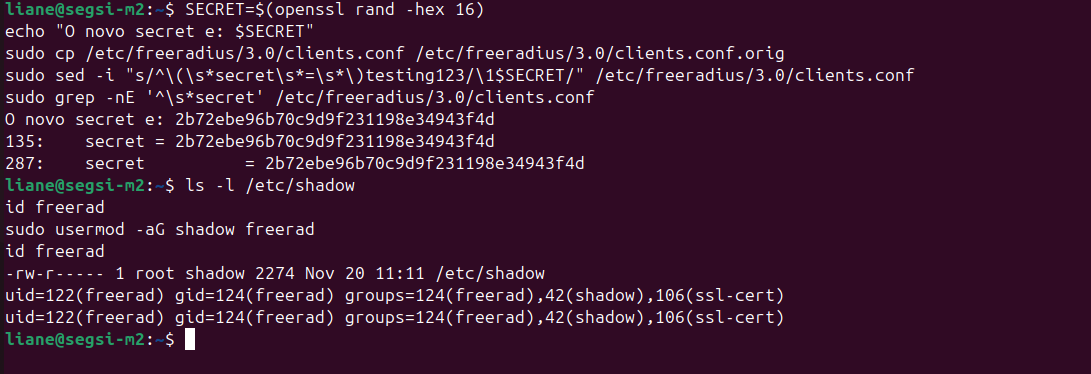 liane@segsi-m2:~$ SECRET=$(openssl rand -hex 16)
echo "O novo secret e: $SECRET"
sudo cp /etc/freeradius/3.0/clients.conf /etc/freeradius/3.0/clients.conf.orig
sudo sed -i "s/^\(\s*secret\s*=\s*\)testing123/\1$SECRET/" /etc/freeradius/3.0/clients.conf
sudo grep -nE '^\s*secret' /etc/freeradius/3.0/clients.conf
O novo secret e: 2b72ebe96b70c9d9f231198e34943f4d
135:    secret = 2b72ebe96b70c9d9f231198e34943f4d
287:    secret          = 2b72ebe96b70c9d9f231198e34943f4d
liane@segsi-m2:~$ ls -l /etc/shadow
id freerad
sudo usermod -aG shadow freerad
id freerad
-rw-r----- 1 root shadow 2274 Nov 20 11:11 /etc/shadow
uid=122(freerad) gid=124(freerad) groups=124(freerad),42(shadow),106(ssl-cert)
uid=122(freerad) gid=124(freerad) groups=124(freerad),42(shadow),106(ssl-cert)
liane@segsi-m2:~$